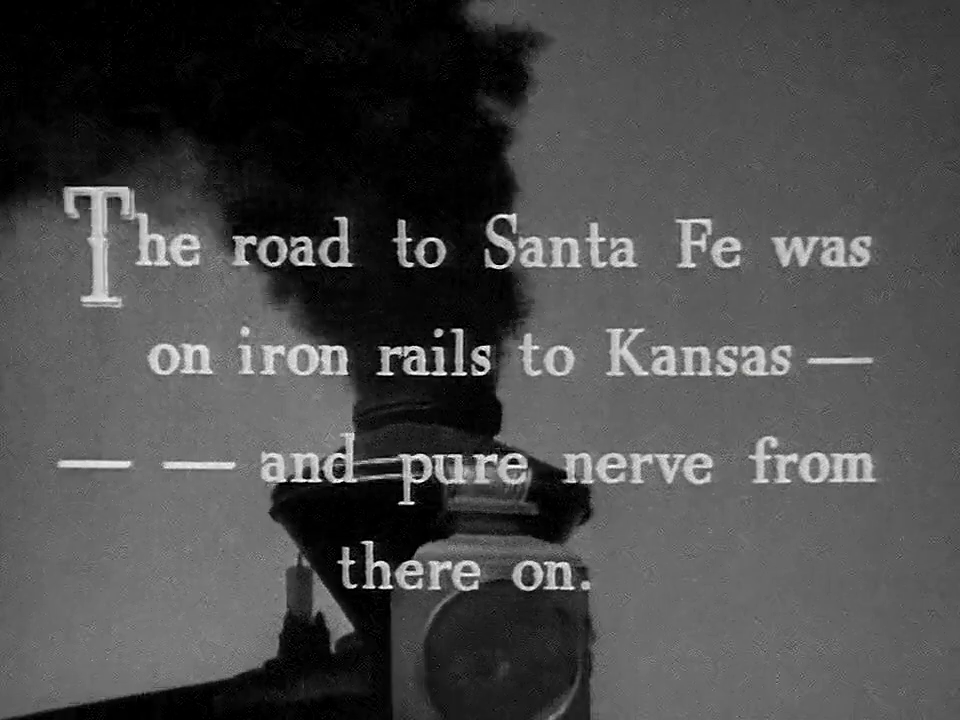 The road to Santa Fe was
on iron rails to Kansas —
— — and pure nerve from
there on.